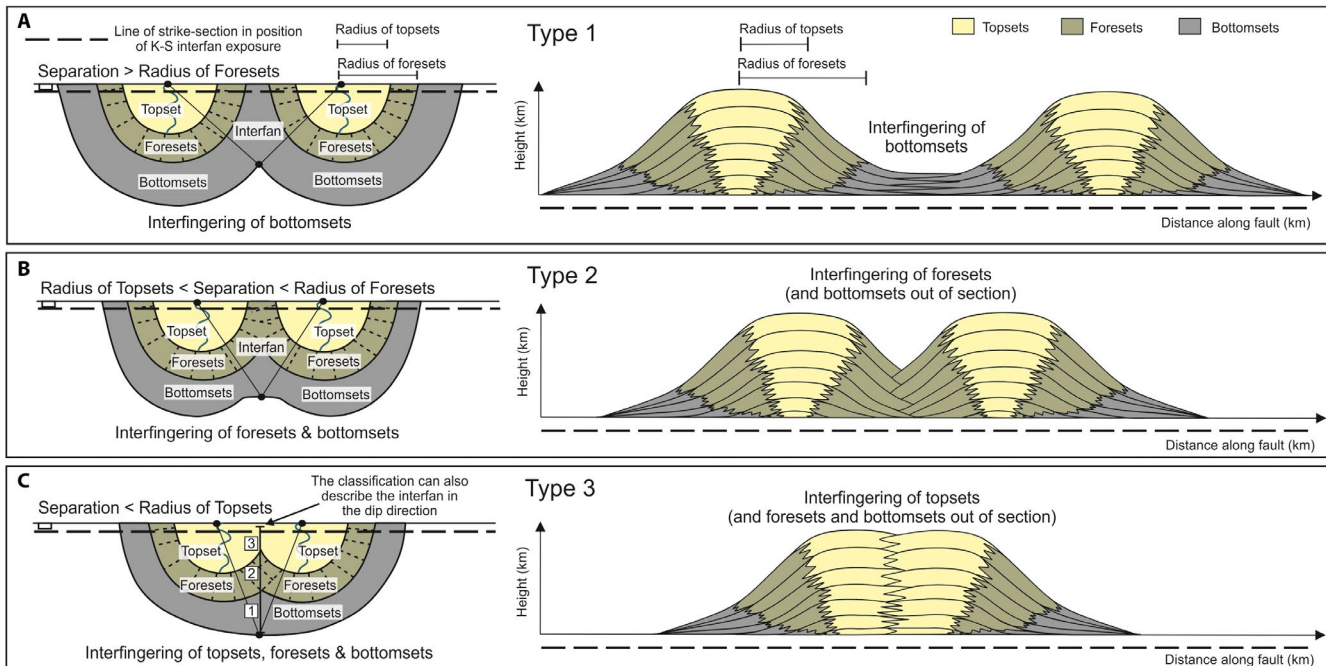 A
Line of strike-section in position
of K-S interfan exposure
Radius of topsets
Radius of foresets
Separation > Radius of Foresets
Topset
Topset
Interfan
Foresets
Foresets
Bottomsets
Bottomsets
Interfingering of bottomsets
Type 1
Radius of topsets
Radius of foresets
Topsets
Foresets
Bottomsets
Interfingering of
bottomsets
Height (km)
Distance along fault (km)
B
Radius of Topsets < Separation < Radius of Foresets
Topset
Topset
Interfan
Foresets
Foresets
Bottomsets
Bottomsets
Interfingering of foresets & bottomsets
Type 2
Interfingering of foresets
(and bottomsets out of section)
Height (km)
Distance along fault (km)
C
Separation < Radius of Topsets
The classification can also
describe the interfan in
the dip direction
3
Topset
Topset
2
Foresets
Foresets
1
Bottomsets
Interfingering of topsets, foresets & bottomsets
Type 3
Interfingering of topsets
(and foresets and bottomsets out of section)
Height (km)
Distance along fault (km)